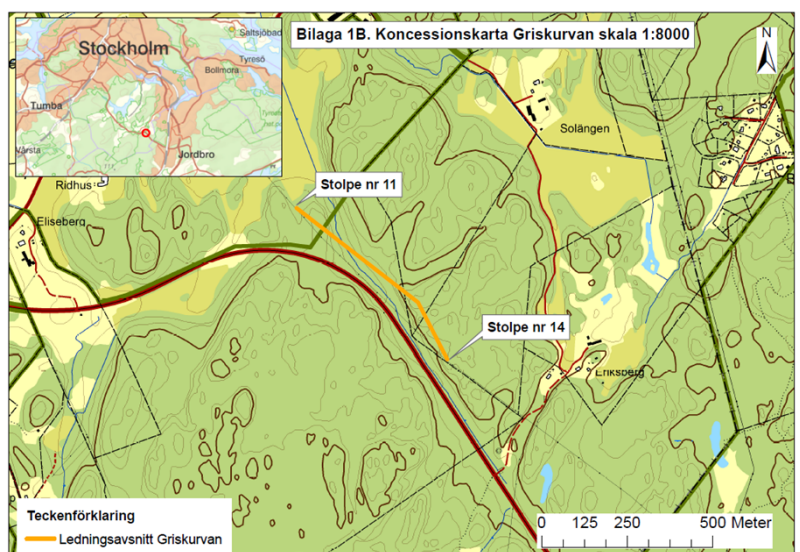 Bilaga 1B. Koncessionskarta Griskurvan skala 1:8000
N
Stockholm
Saltsjöbad
Tyresö
Bollmora
Tumba
Jordbro
Ridhus
Eliseberg
Stolpe nr 11
Solängen
Stolpe nr 14
Eriksberg
Teckenförklaring
Ledningsavsnitt Griskurvan
0 125 250 500 Meter